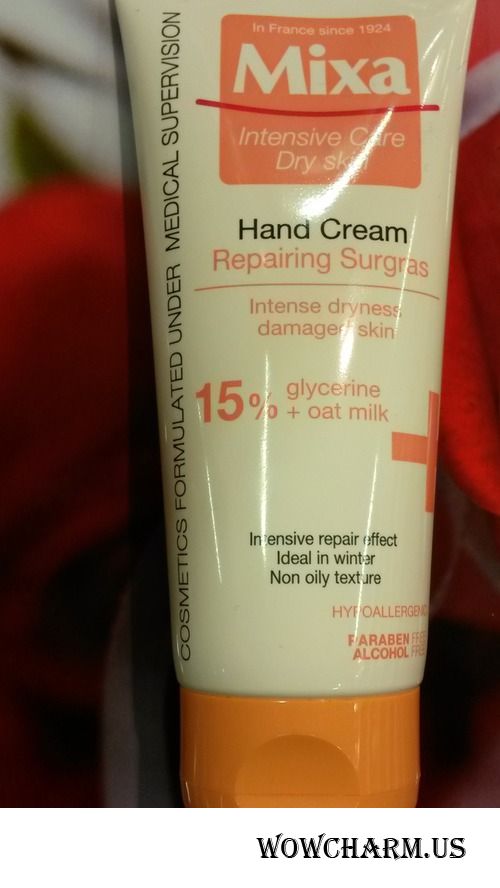 In France since 1924
Mixa
Intensive Care
Dry skin
Hand Cream
Repairing Surgras
Intense dryness
damaged skin
15% glycerine
+ oat milk
Intensive repair effect
Ideal in winter
Non oily texture
HYPOALLERGENIC
PARABEN FREE
ALCOHOL FREE
COSMETICS FORMULATED UNDER MEDICAL SUPERVISION
WOWCHARM.US